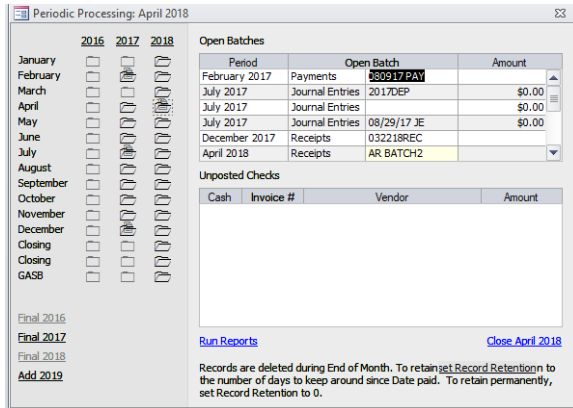 Periodic Processing: April 2018
2016 2017 2018
January
February
March
April
May
June
July
August
September
October
November
December
Closing
Closing
GASB
Final 2016
Final 2017
Final 2018
Add 2019
Open Batches
Period Open Batch Amount
February 2017 Payments 080917 PAY
July 2017 Journal Entries 2017DEP $0.00
July 2017 Journal Entries $0.00
July 2017 Journal Entries 08/29/17 JE $0.00
December 2017 Receipts 032218REC
April 2018 Receipts AR BATCH2
Unposted Checks
Cash Invoice # Vendor Amount
Run Reports Close April 2018
Records are deleted during End of Month. To retainset Record Retentionn to
the number of days to keep around since Date paid. To retain permanently,
set Record Retention to 0.